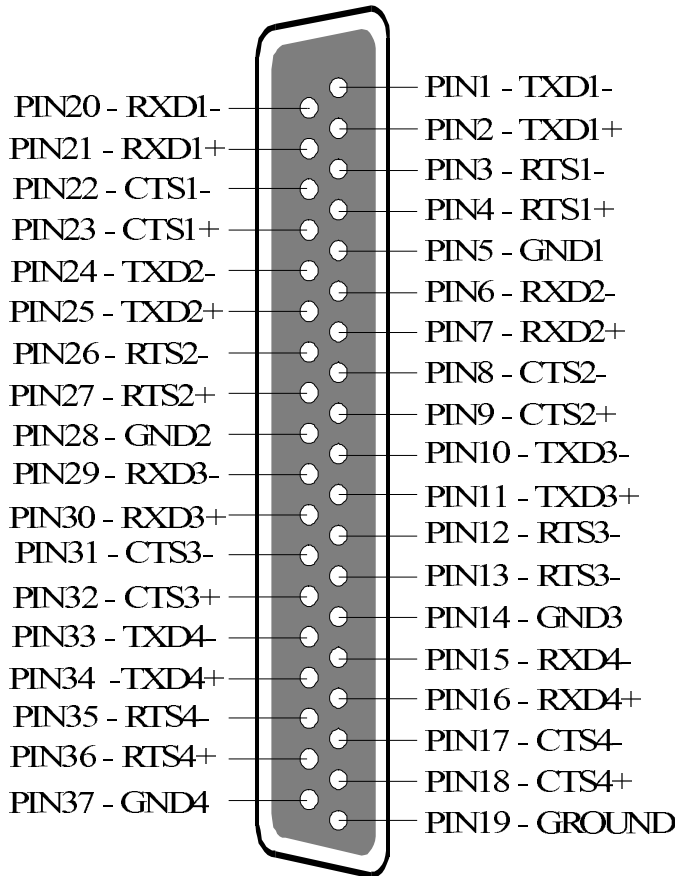 PIN20 - RXD1-
PIN21 - RXD1+
PIN22 - CTS1-
PIN23 - CTS1+
PIN24 - TXD2-
PIN25 - TXD2+
PIN26 - RTS2-
PIN27 - RTS2+
PIN28 - GND2
PIN29 - RXD3-
PIN30 - RXD3+
PIN31 - CTS3-
PIN32 - CTS3+
PIN33 - TXD4-
PIN34 -TXD4+
PIN35 - RTS4-
PIN36 - RTS4+
PIN37 - GND4
PIN1 - TXD1-
PIN2 - TXD1+
PIN3 - RTS1-
PIN4 - RTS1+
PIN5 - GND1
PIN6 - RXD2-
PIN7 - RXD2+
PIN8 - CTS2-
PIN9 - CTS2+
PIN10 - TXD3-
PIN11 - TXD3+
PIN12 - RTS3-
PIN13 - RTS3-
PIN14 - GND3
PIN15 - RXD4-
PIN16 - RXD4+
PIN17 - CTS4-
PIN18 - CTS4+
PIN19 - GROUND